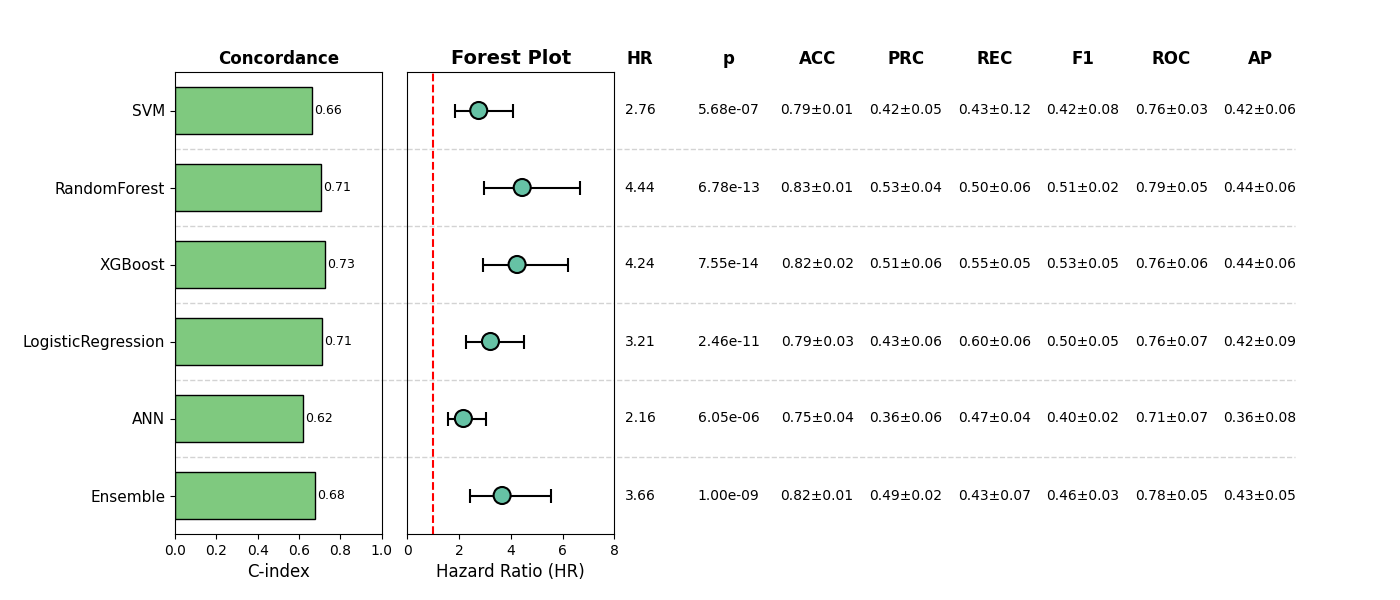 Concordance Forest Plot HR p ACC PRC REC F1 ROC AP
SVM 0.66 2.76 5.68e-07 0.79±0.01 0.42±0.05 0.43±0.12 0.42±0.08 0.76±0.03 0.42±0.06
RandomForest 0.71 4.44 6.78e-13 0.83±0.01 0.53±0.04 0.50±0.06 0.51±0.02 0.79±0.05 0.44±0.06
XGBoost 0.73 4.24 7.55e-14 0.82±0.02 0.51±0.06 0.55±0.05 0.53±0.05 0.76±0.06 0.44±0.06
LogisticRegression 0.71 3.21 2.46e-11 0.79±0.03 0.43±0.06 0.60±0.06 0.50±0.05 0.76±0.07 0.42±0.09
ANN 0.62 2.16 6.05e-06 0.75±0.04 0.36±0.06 0.47±0.04 0.40±0.02 0.71±0.07 0.36±0.08
Ensemble 0.68 3.66 1.00e-09 0.82±0.01 0.49±0.02 0.43±0.07 0.46±0.03 0.78±0.05 0.43±0.05
0.0 0.2 0.4 0.6 0.8 1.0 0 2 4 6 8
C-index Hazard Ratio (HR)